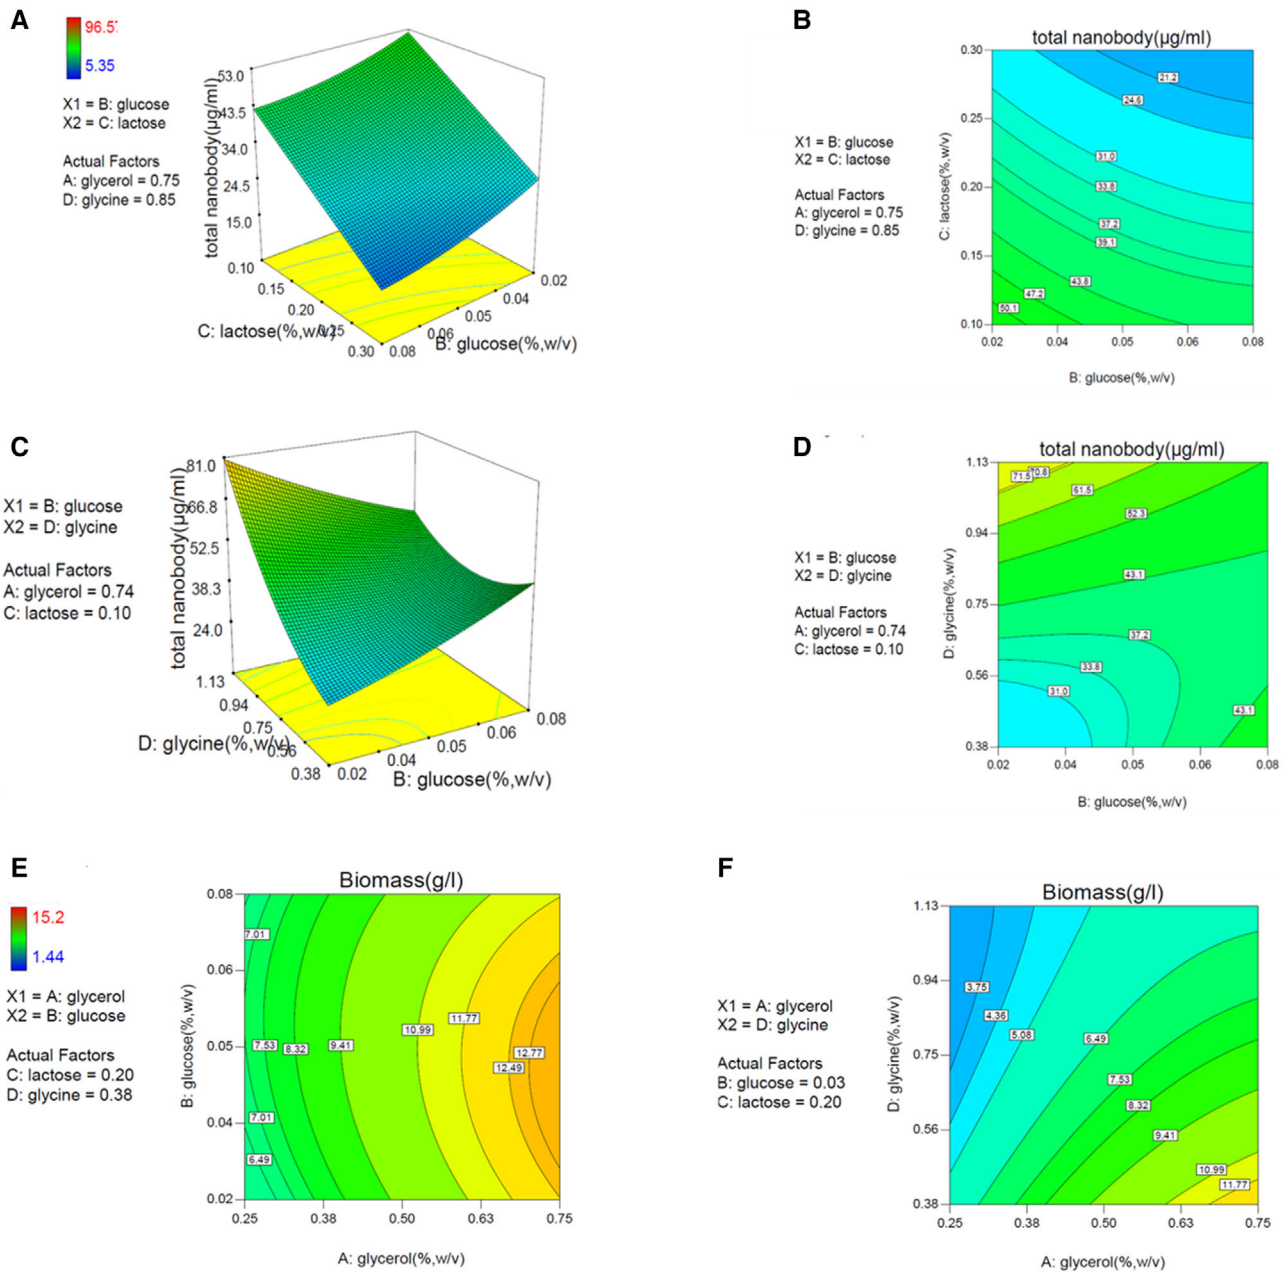 A
96.5
5.35
X1 = B: glucose
X2 = C: lactose
Actual Factors
A: glycerol = 0.75
D: glycine = 0.85
total nanobody(µg/ml)
53.0
43.5
34.0
24.5
15.0
0.10
0.15
0.20
0.25
0.30
C: lactose(%,w/v)
0.08
0.06
0.05
0.04
0.02
B: glucose(%,w/v)
B
total nanobody(µg/ml)
X1 = B: glucose
X2 = C: lactose
Actual Factors
A: glycerol = 0.75
D: glycine = 0.85
C: lactose(%,w/v)
0.30
0.25
0.20
0.15
0.10
21.2
24.6
31.0
33.8
37.2
39.1
43.8
47.2
50.1
0.02 0.04 0.05 0.06 0.08
B: glucose(%,w/v)
C
X1 = B: glucose
X2 = D: glycine
Actual Factors
A: glycerol = 0.74
C: lactose = 0.10
total nanobody(µg/ml)
81.0
66.8
52.5
38.3
24.0
1.13
0.94
0.75
0.56
0.38
D: glycine(%,w/v)
0.02
0.04
0.05
0.06
0.08
B: glucose(%,w/v)
D
total nanobody(µg/ml)
X1 = B: glucose
X2 = D: glycine
Actual Factors
A: glycerol = 0.74
C: lactose = 0.10
D: glycine(%,w/v)
1.13
0.94
0.75
0.56
0.38
71.5
70.8
61.5
52.3
43.1
37.2
33.8
31.0
43.1
0.02 0.04 0.05 0.06 0.08
B: glucose(%,w/v)
E
Biomass(g/l)
15.2
1.44
X1 = A: glycerol
X2 = B: glucose
Actual Factors
C: lactose = 0.20
D: glycine = 0.38
B: glucose(%,w/v)
0.08
0.06
0.05
0.04
0.02
7.01
7.53
8.32
9.41
10.99
11.77
12.77
12.49
7.01
6.49
0.25 0.38 0.50 0.63 0.75
A: glycerol(%,w/v)
F
Biomass(g/l)
X1 = A: glycerol
X2 = D: glycine
Actual Factors
B: glucose = 0.03
C: lactose = 0.20
D: glycine(%,w/v)
1.13
0.94
0.75
0.56
0.38
3.75
4.36
5.08
6.49
7.53
8.32
9.41
10.99
11.77
0.25 0.38 0.50 0.63 0.75
A: glycerol(%,w/v)